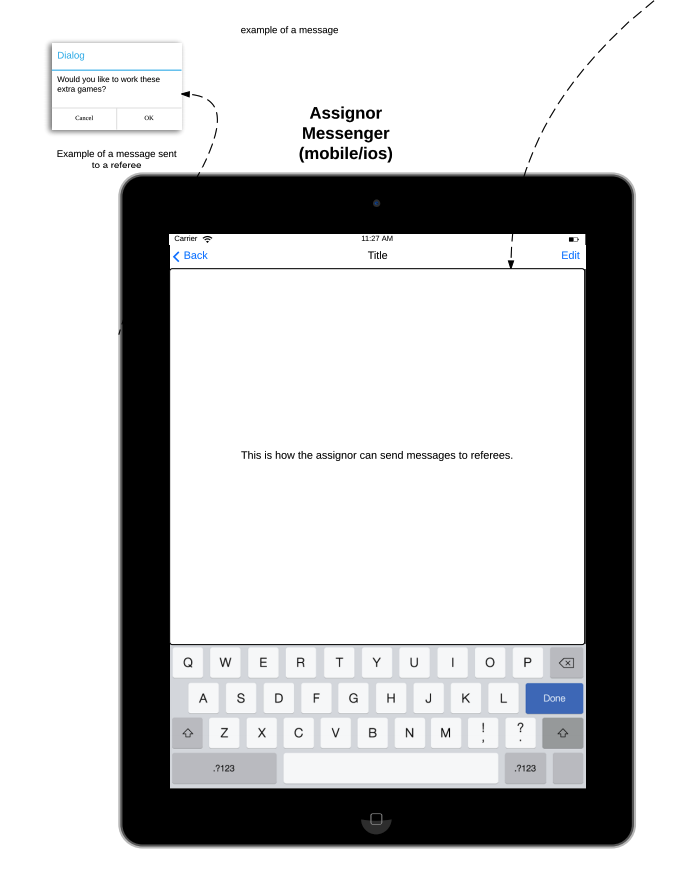 example of a message
Dialog
Would you like to work these
extra games?
Cancel OK
Example of a message sent
to a referee
Assignor
Messenger
(mobile/ios)
Carrier 11:27 AM
Back Title Edit
This is how the assignor can send messages to referees.
Q W E R T Y U I O P
A S D F G H J K L Done
Z X C V B N M ! , ? .
.?123 .?123